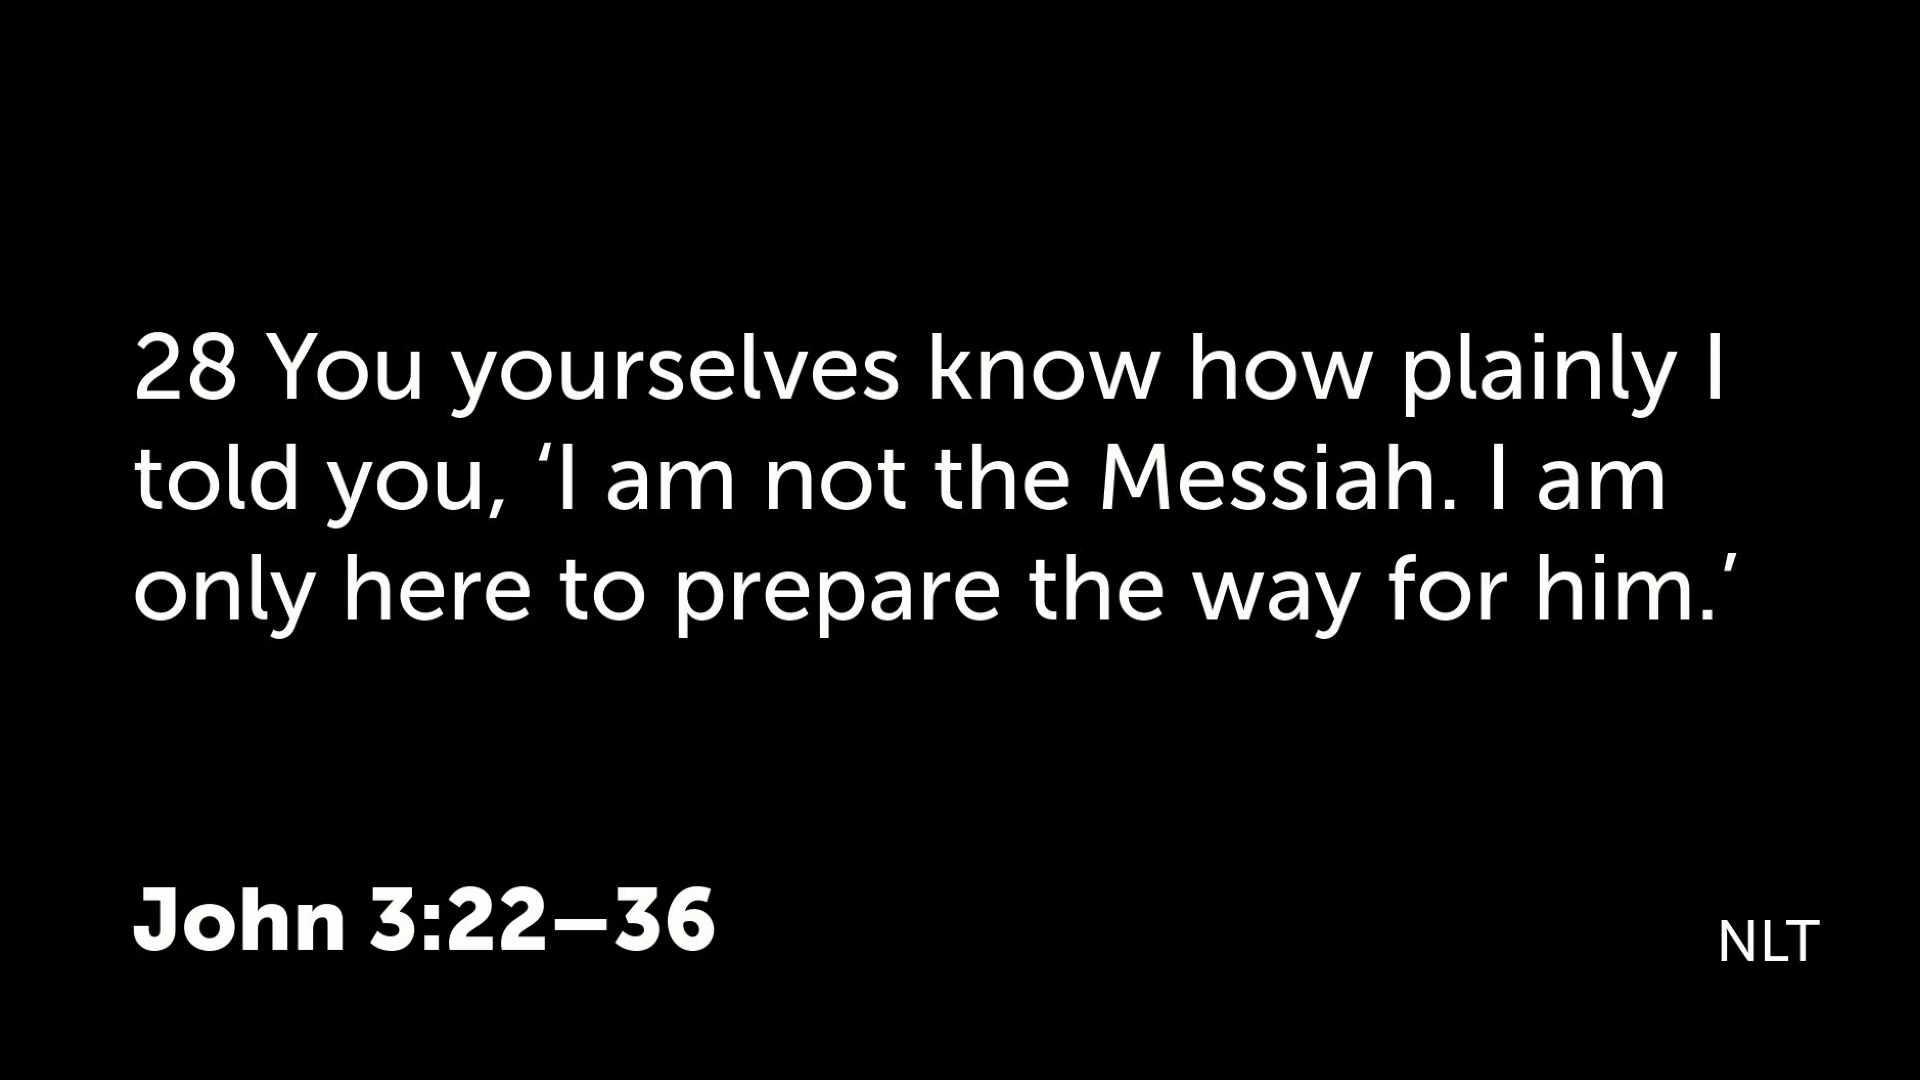 28 You yourselves know how plainly I
told you, ‘I am not the Messiah. I am
only here to prepare the way for him.’
John 3:22–36
NLT